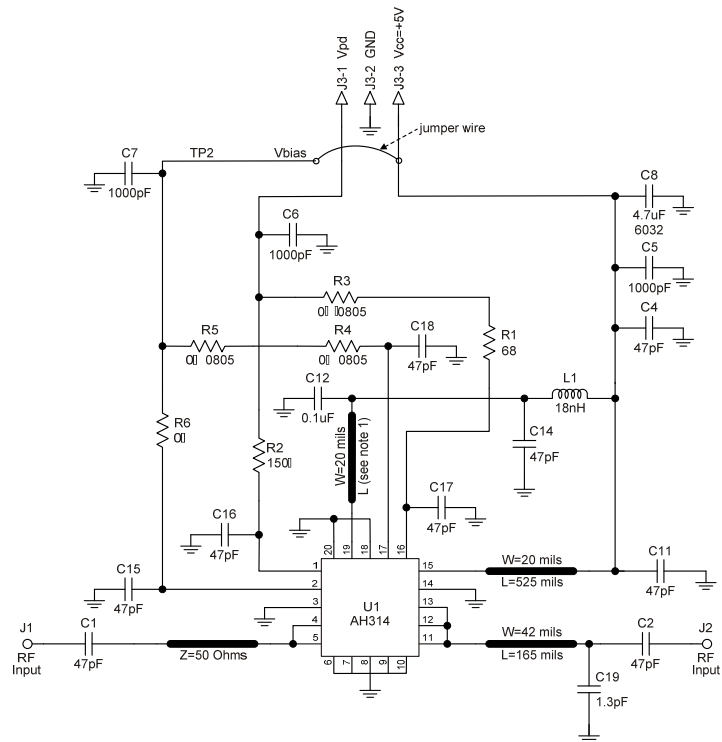 J3-1 Vpd
J3-2 GND
J3-3 Vcc=+5V
jumper wire
C7
1000pF
TP2
Vbias
C8
4.7uF
6032
C6
1000pF
C5
1000pF
R3
0 0805
C4
47pF
R5
0 0805
R4
0 0805
C18
47pF
R1
68
C12
0.1uF
L1
18nH
R6
0
W=20 mils
L (see note 1)
C14
47pF
R2
150
C17
47pF
C16
47pF
20
19
18
17
16
C15
47pF
1
2
3
4
5
U1
AH314
15
14
13
12
11
W=20 mils
L=525 mils
C11
47pF
J1
RF
Input
C1
47pF
Z=50 Ohms
6
7
8
9
10
W=42 mils
L=165 mils
C2
47pF
J2
RF
Input
C19
1.3pF